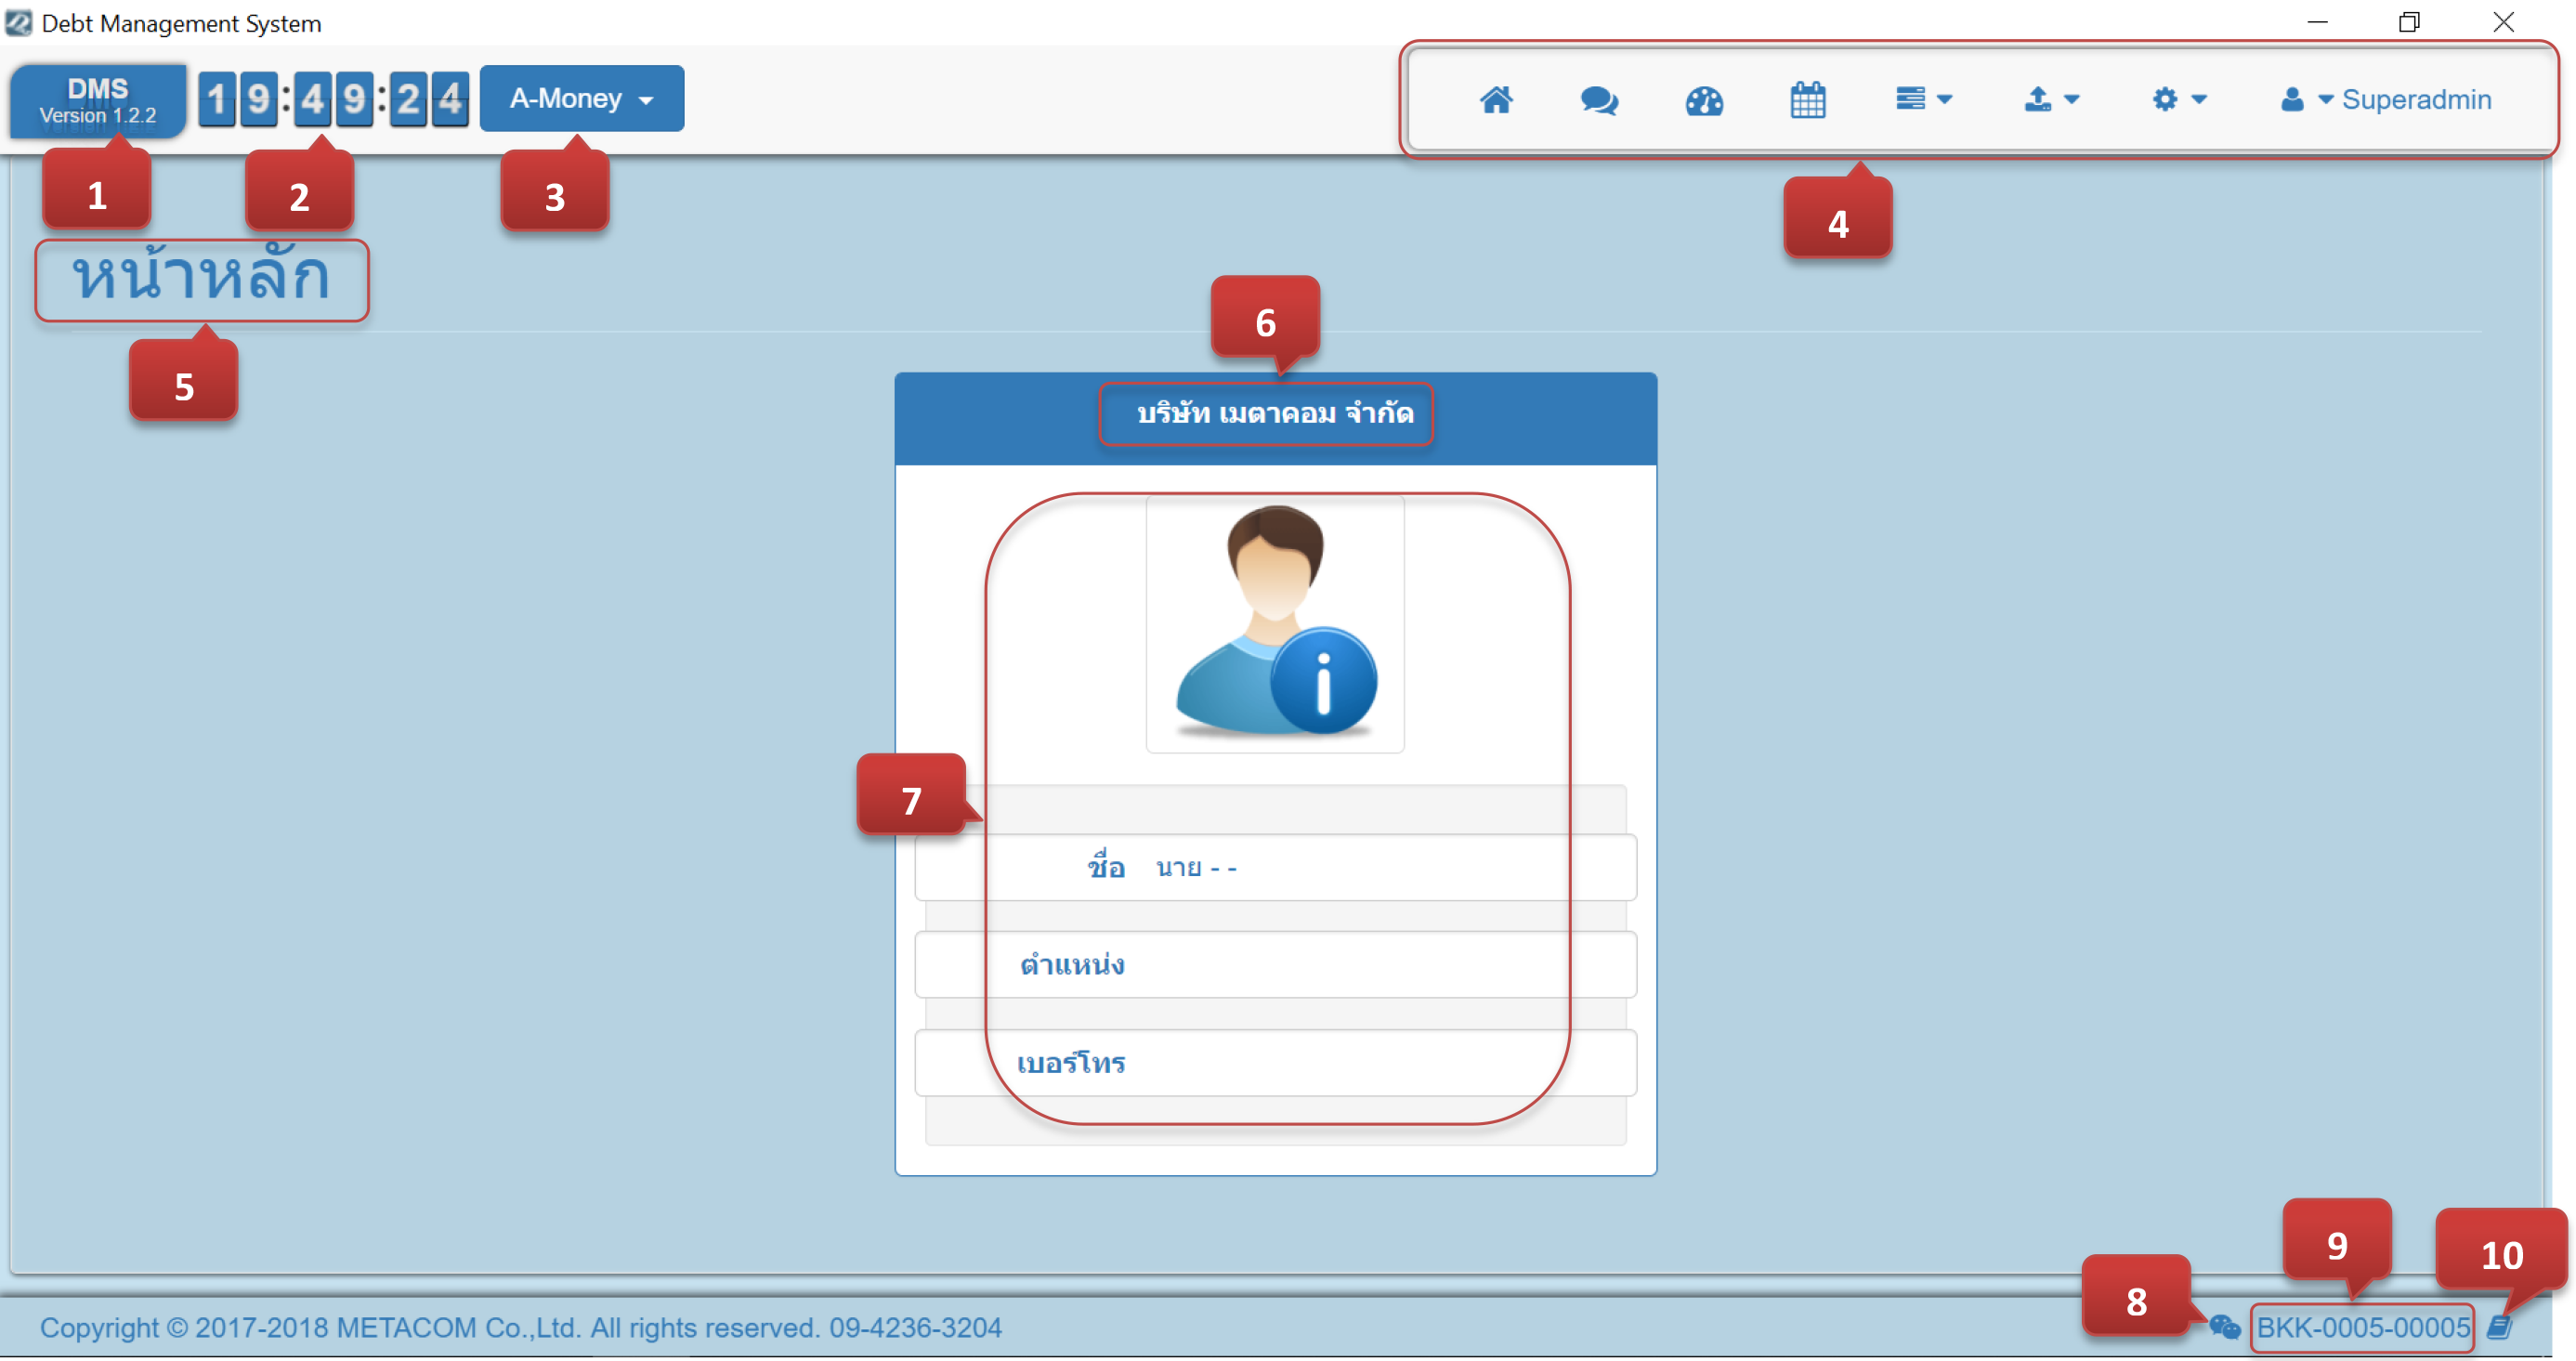 Debt Management System
DMS
Version 1.2.2
19:49:24
A-Money
Superadmin
1
2
3
4
หน้าหลัก
5
6
บริษัท เมตาคอม จำกัด
7
ชื่อ นาย - -
ตำแหน่ง
เบอร์โทร
8
9
10
Copyright © 2017-2018 METACOM Co.,Ltd. All rights reserved. 09-4236-3204
BKK-0005-00005